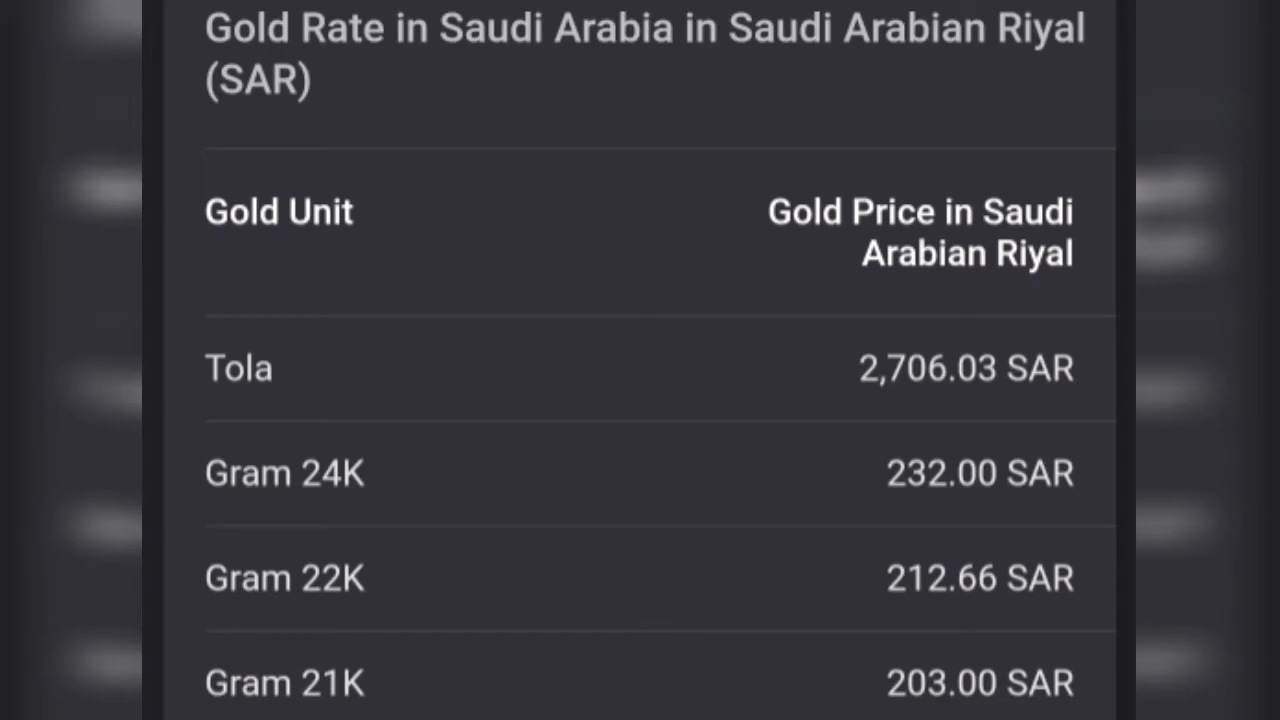 Gold Rate in Saudi Arabia in Saudi Arabian Riyal
(SAR)
Gold Unit
Gold Price in Saudi
Arabian Riyal
Tola 2,706.03 SAR
Gram 24K 232.00 SAR
Gram 22K 212.66 SAR
Gram 21K 203.00 SAR